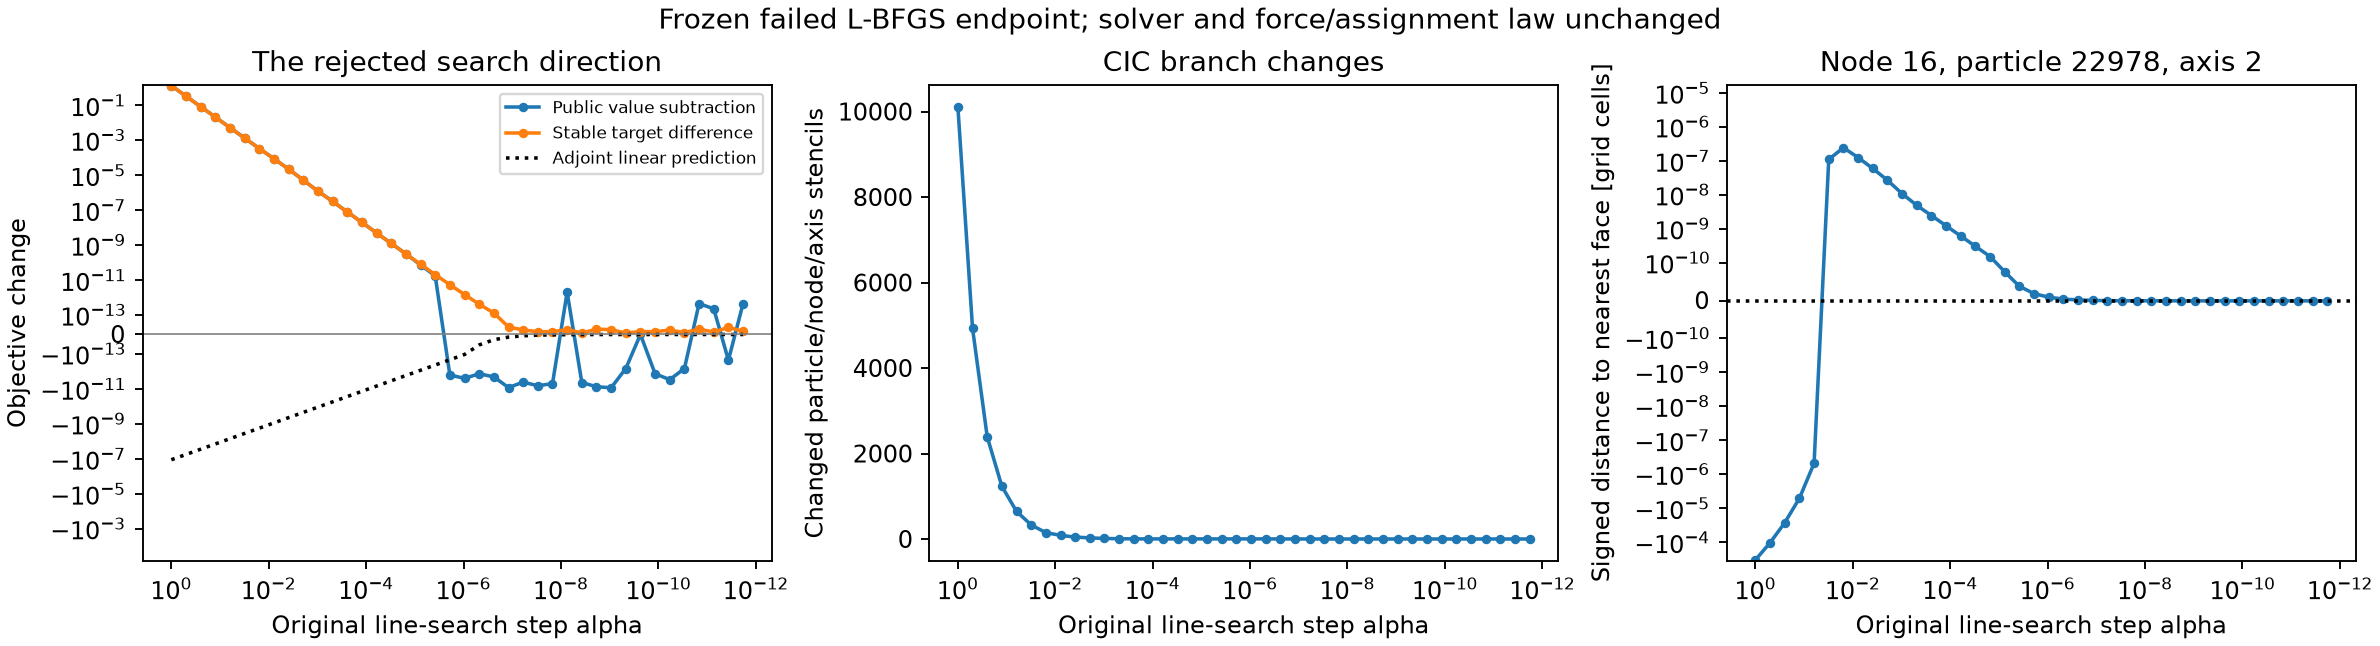 Frozen failed L-BFGS endpoint; solver and force/assignment law unchanged
The rejected search direction
Objective change
10⁻¹
10⁻³
10⁻⁵
10⁻⁷
10⁻⁹
10⁻¹¹
10⁻¹³
0
−10⁻¹³
−10⁻¹¹
−10⁻⁹
−10⁻⁷
−10⁻⁵
−10⁻³
Public value subtraction
Stable target difference
Adjoint linear prediction
10⁰ 10⁻² 10⁻⁴ 10⁻⁶ 10⁻⁸ 10⁻¹⁰ 10⁻¹²
Original line-search step alpha
CIC branch changes
Changed particle/node/axis stencils
10000
8000
6000
4000
2000
0
10⁰ 10⁻² 10⁻⁴ 10⁻⁶ 10⁻⁸ 10⁻¹⁰ 10⁻¹²
Original line-search step alpha
Node 16, particle 22978, axis 2
Signed distance to nearest face [grid cells]
10⁻⁵
10⁻⁶
10⁻⁷
10⁻⁸
10⁻⁹
10⁻¹⁰
0
−10⁻¹⁰
−10⁻⁹
−10⁻⁸
−10⁻⁷
−10⁻⁶
−10⁻⁵
−10⁻⁴
10⁰ 10⁻² 10⁻⁴ 10⁻⁶ 10⁻⁸ 10⁻¹⁰ 10⁻¹²
Original line-search step alpha